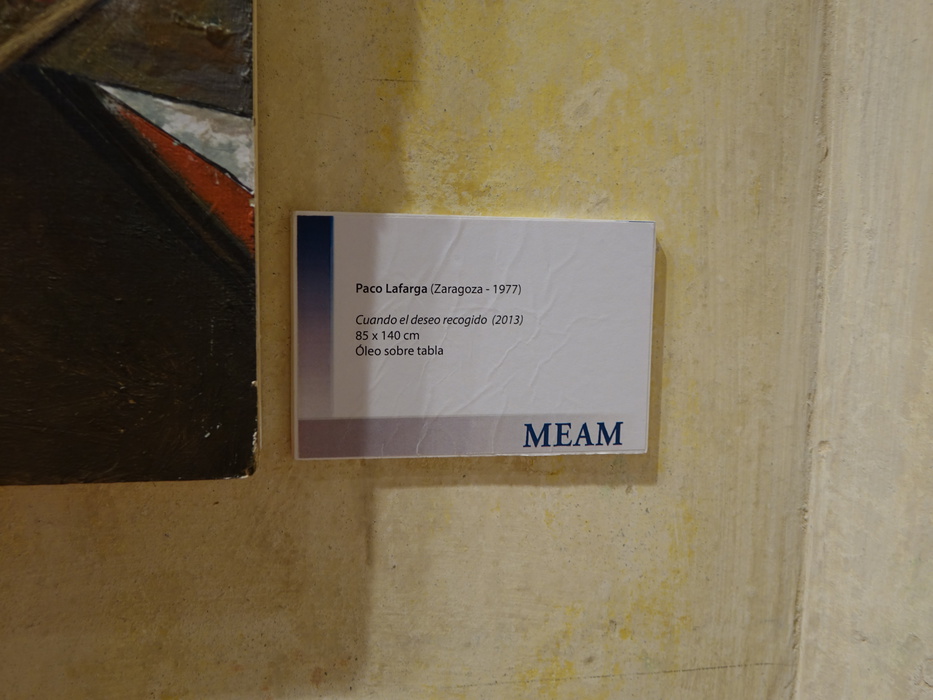 Paco Lafarga (Zaragoza - 1977)
Cuando el deseo recogido (2013)
85 x 140 cm
Óleo sobre tabla
MEAM